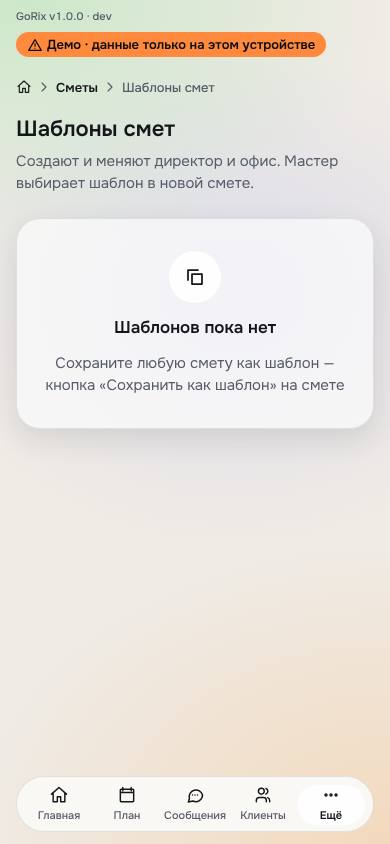 GoRix v1.0.0 · dev
Демо · данные только на этом устройстве
Сметы > Шаблоны смет
Шаблоны смет
Создают и меняют директор и офис. Мастер
выбирает шаблон в новой смете.
Шаблонов пока нет
Сохраните любую смету как шаблон —
кнопка «Сохранить как шаблон» на смете
Главная План Сообщения Клиенты Ещё